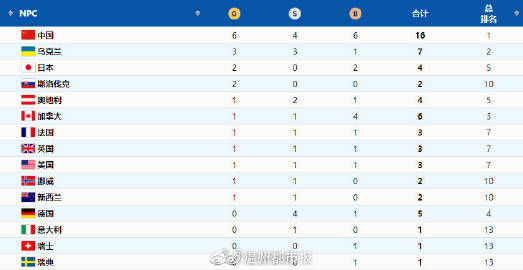 NPC G S B 合计 总排名
中国 6 4 6 16 1
乌克兰 3 3 1 7 2
日本 2 0 2 4 5
斯洛伐克 2 0 0 2 10
奥地利 1 2 1 4 5
加拿大 1 1 4 6 3
法国 1 1 1 3 7
英国 1 1 1 3 7
美国 1 1 1 3 7
挪威 1 1 0 2 10
新西兰 1 1 0 2 10
德国 0 4 1 5 4
意大利 0 1 0 1 13
瑞士 0 0 1 1 13
瑞典 1 1 13
@温州都市报